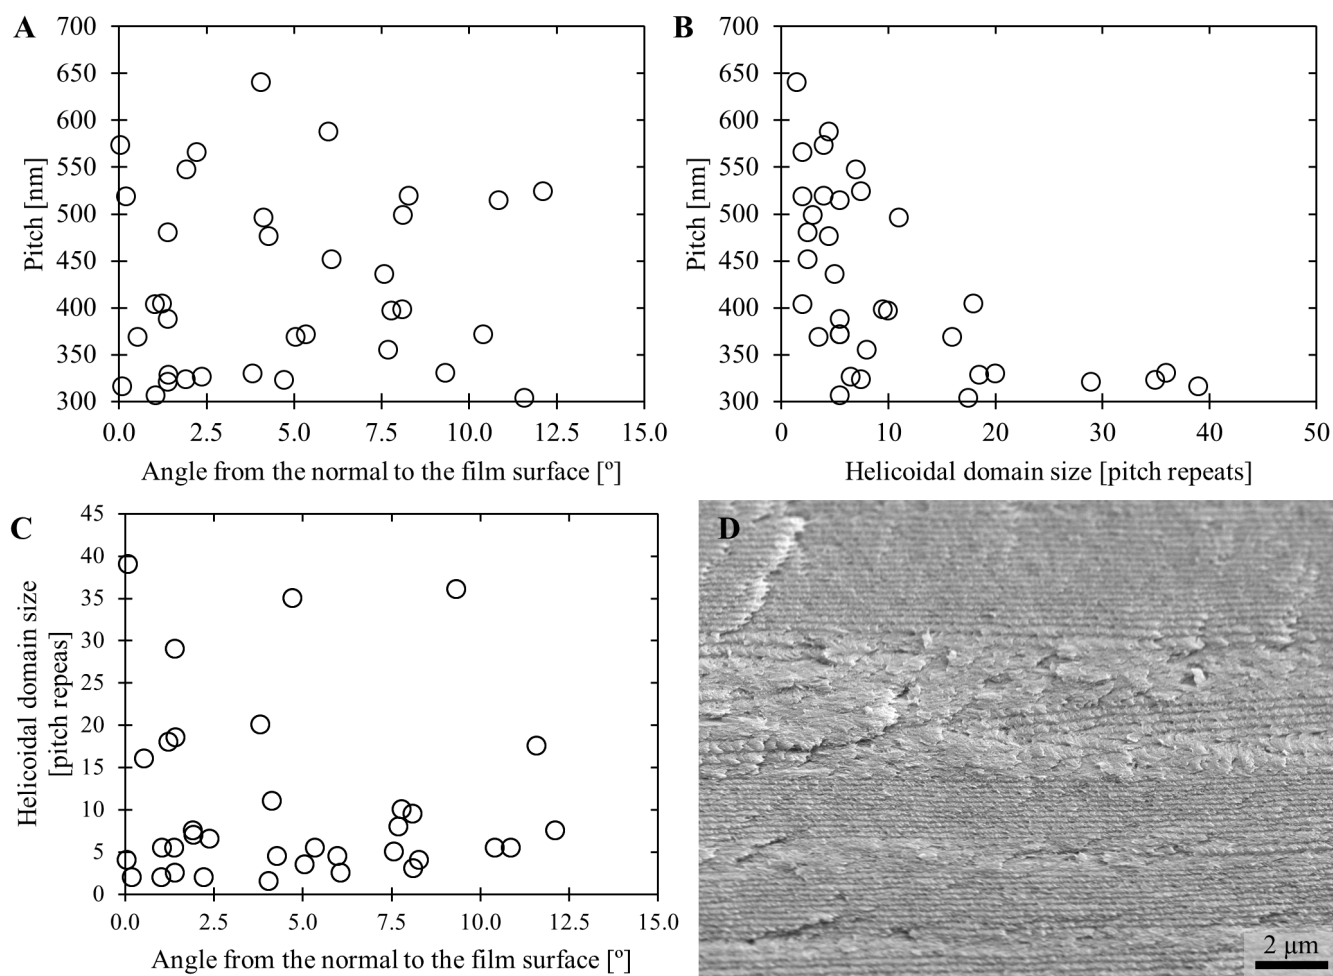 A
700
650
600
550
500
450
400
350
300
Pitch [nm]
0.0 2.5 5.0 7.5 10.0 12.5 15.0
Angle from the normal to the film surface [º]
B
700
650
600
550
500
450
400
350
300
Pitch [nm]
0 10 20 30 40 50
Helicoidal domain size [pitch repeats]
C
45
40
35
30
25
20
15
10
5
0
Helicoidal domain size
[pitch repeas]
0.0 2.5 5.0 7.5 10.0 12.5 15.0
Angle from the normal to the film surface [º]
D
2 μm